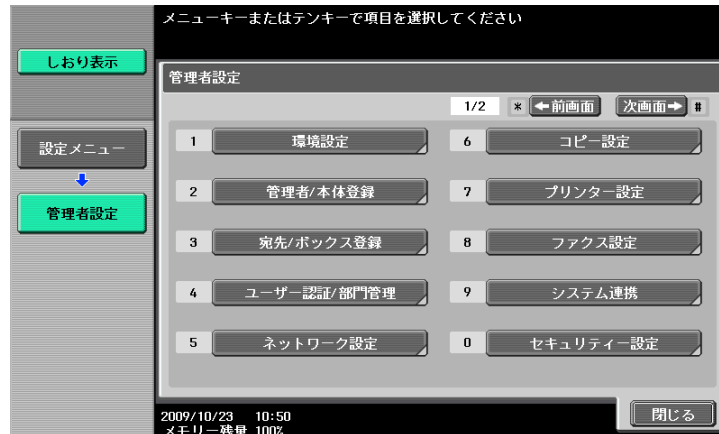 メニューキーまたはテンキーで項目を選択してください
しおり表示
管理者設定
1/2 * ←前画面 次画面→ #
設定メニュー
管理者設定
1 環境設定
2 管理者/本体登録
3 宛先/ボックス登録
4 ユーザー認証/部門管理
5 ネットワーク設定
6 コピー設定
7 プリンター設定
8 ファクス設定
9 システム連携
0 セキュリティー設定
2009/10/23 10:50
メモリー残量 100%
閉じる